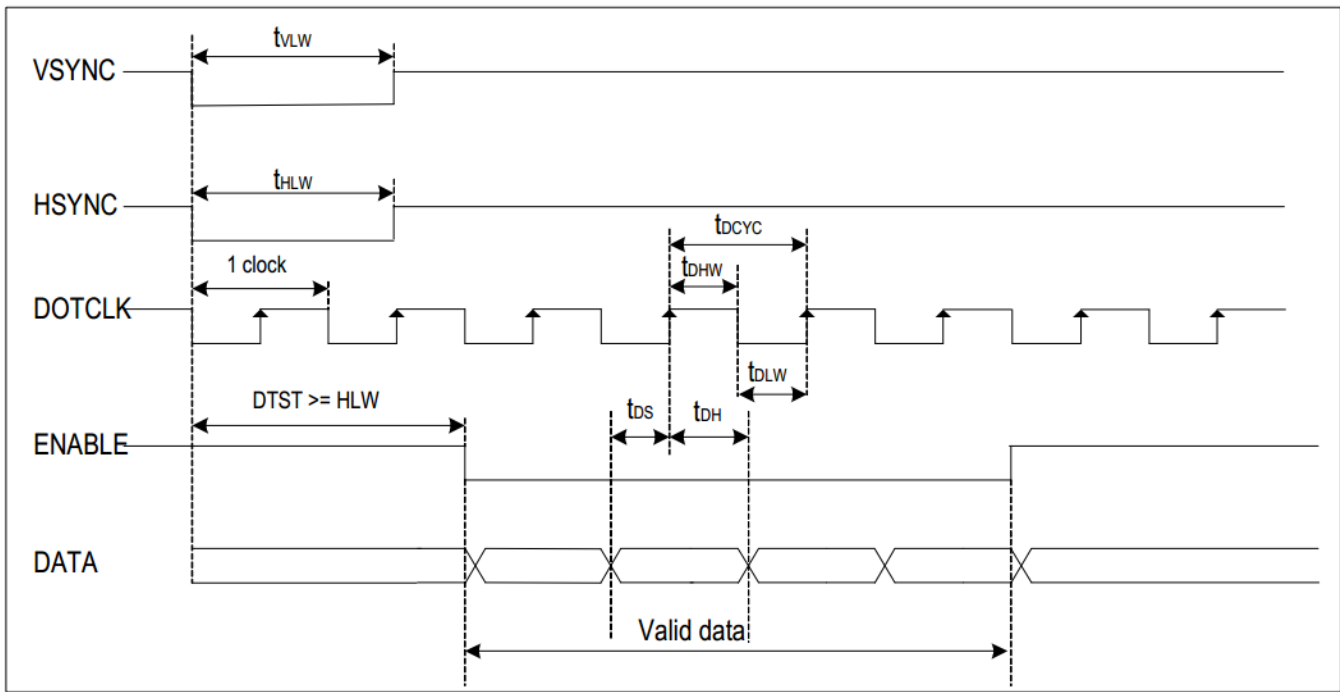 tVLW
VSYNC
tHLW
HSYNC
tDCYC
1 clock
tDHW
DOTCLK
tDLW
DTST >= HLW
tDS
tDH
ENABLE
DATA
Valid data